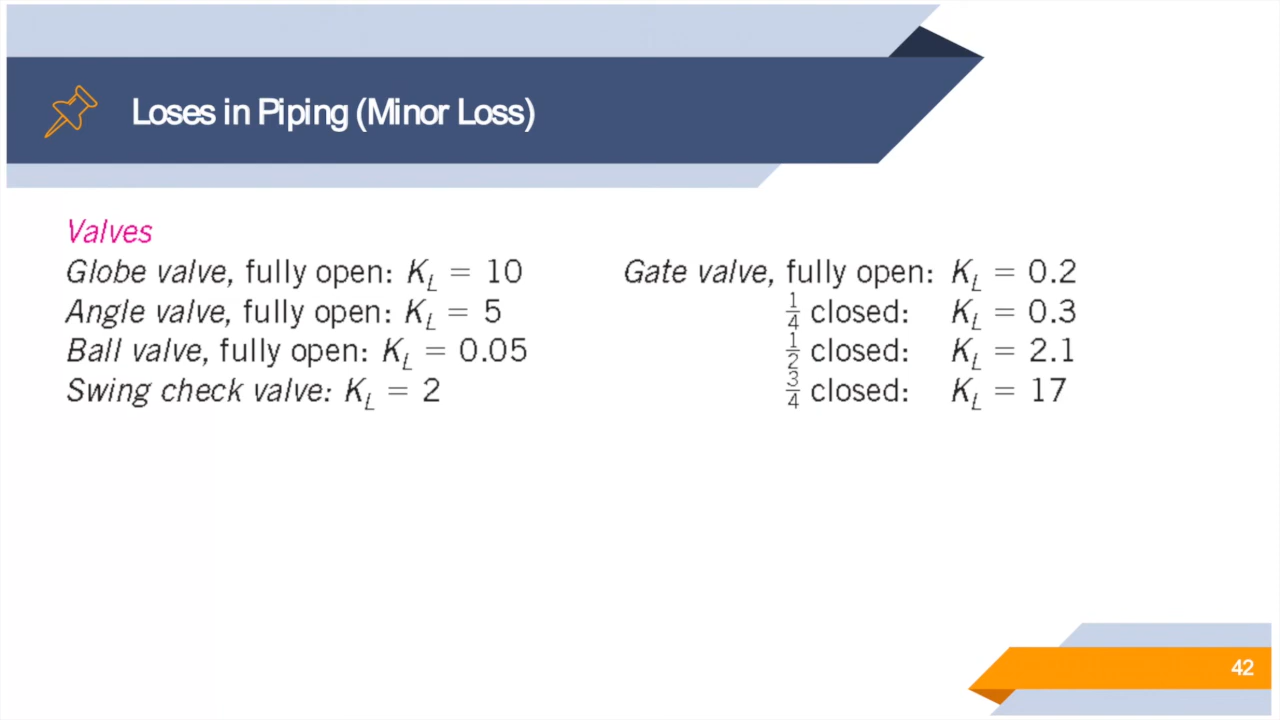 Loses in Piping (Minor Loss)
Valves
Globe valve, fully open: K_L = 10
Angle valve, fully open: K_L = 5
Ball valve, fully open: K_L = 0.05
Swing check valve: K_L = 2
Gate valve, fully open: K_L = 0.2
1/4 closed: K_L = 0.3
1/2 closed: K_L = 2.1
3/4 closed: K_L = 17
42